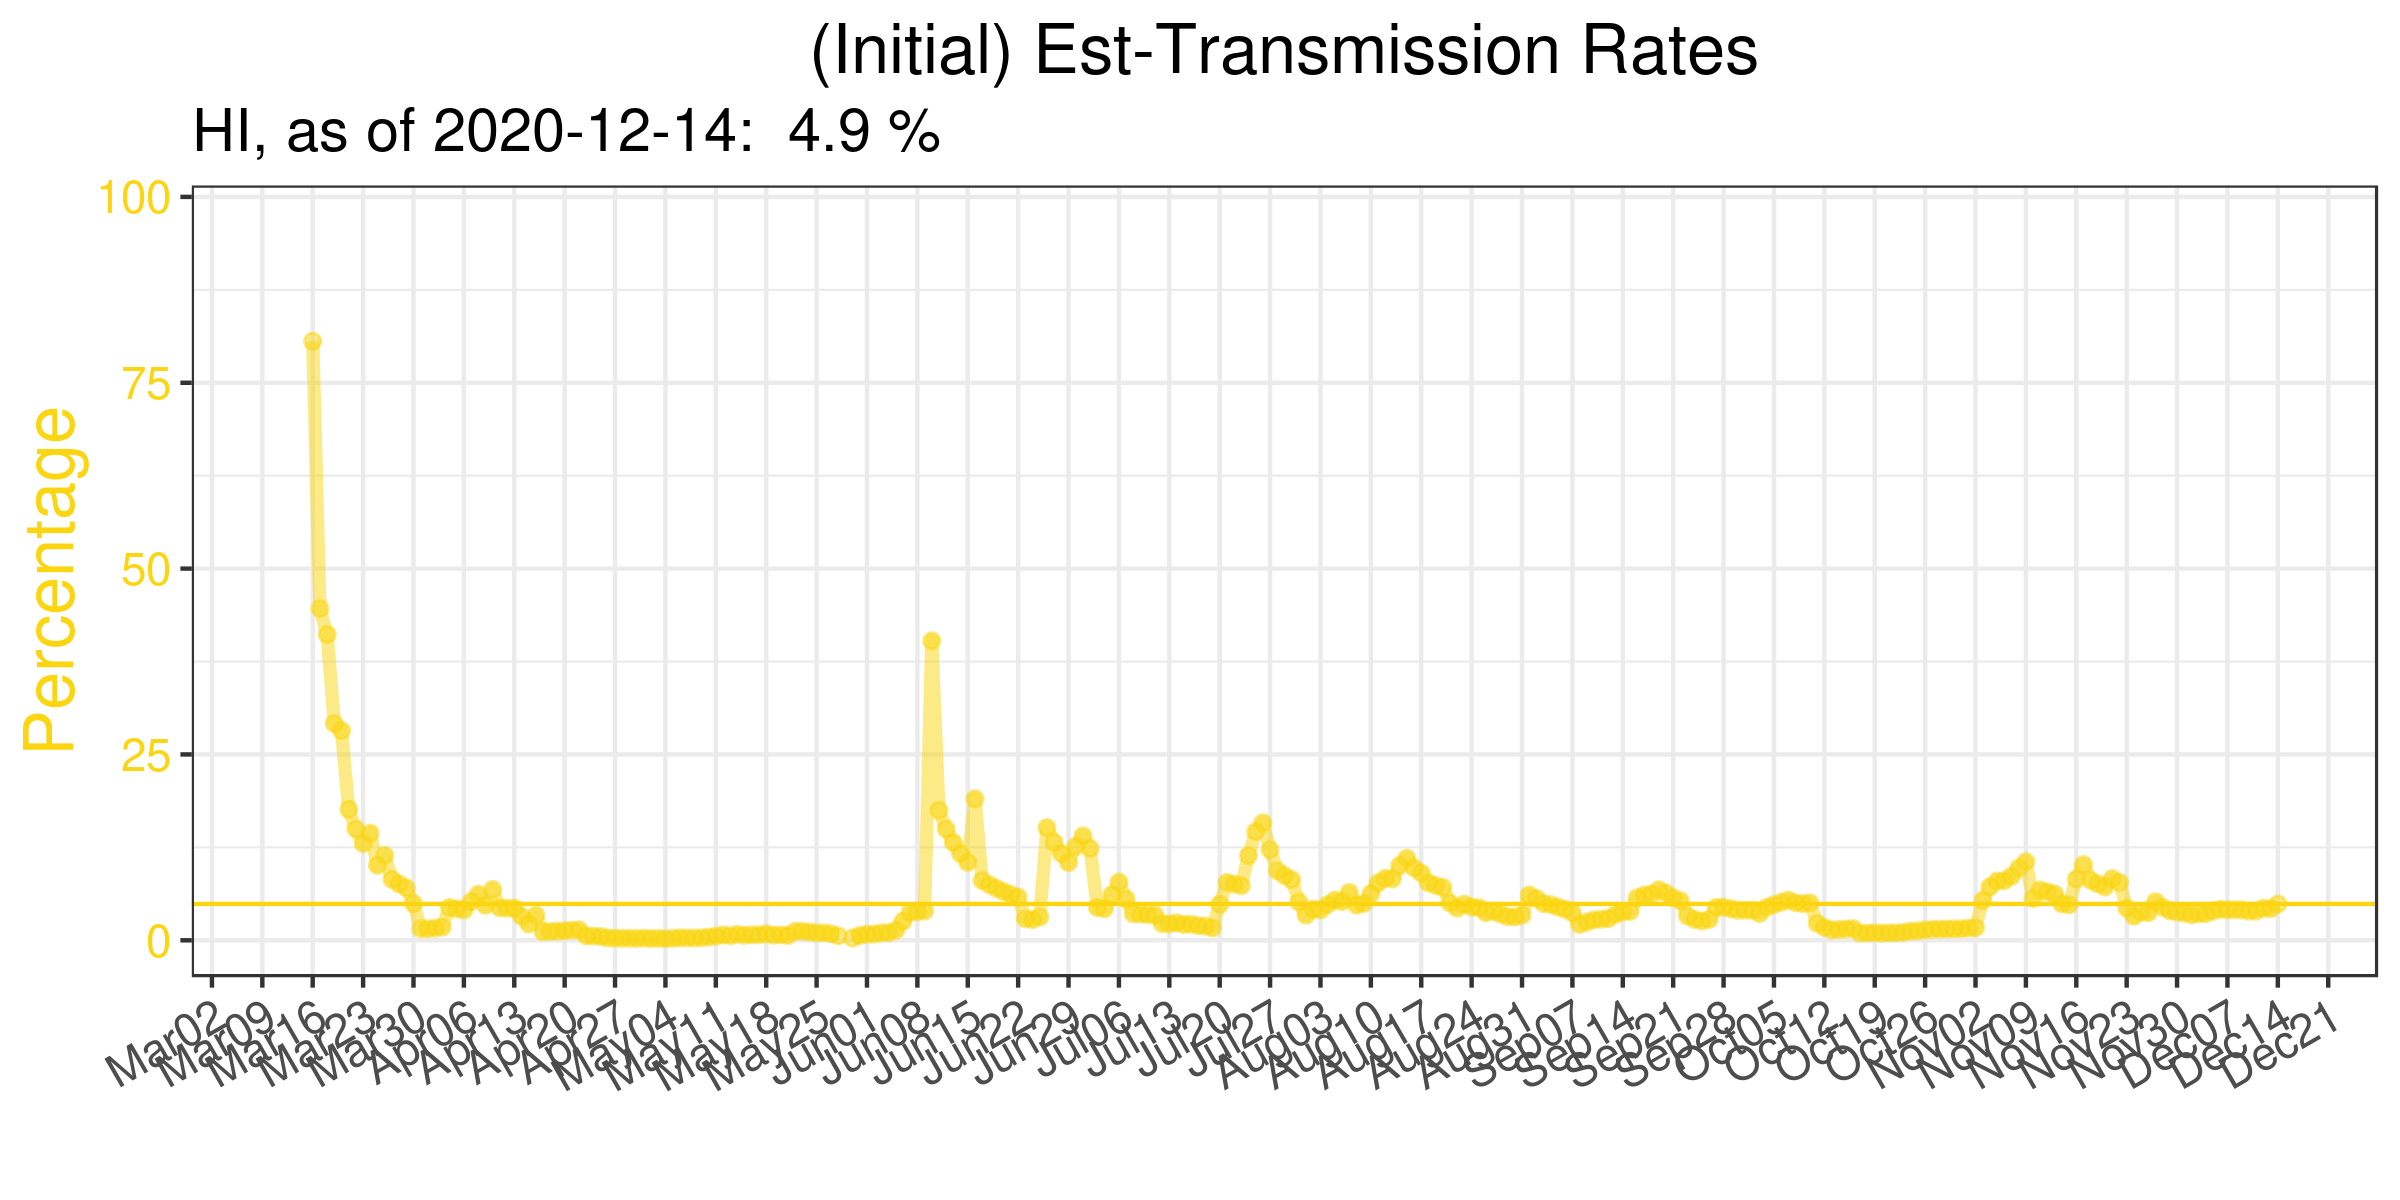 (Initial) Est-Transmission Rates
HI, as of 2020-12-14:  4.9 %
Percentage
100
75
50
25
0
Mar02
Mar09
Mar16
Mar23
Mar30
Apr06
Apr13
Apr20
Apr27
May04
May11
May18
May25
Jun01
Jun08
Jun15
Jun22
Jun29
Jul06
Jul13
Jul20
Jul27
Aug03
Aug10
Aug17
Aug24
Aug31
Sep07
Sep14
Sep21
Sep28
Oct05
Oct12
Oct19
Oct26
Nov02
Nov09
Nov16
Nov23
Nov30
Dec07
Dec14
Dec21